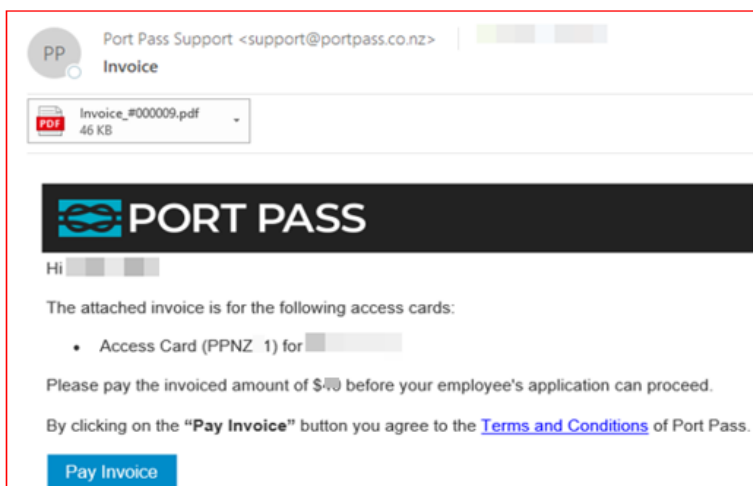 PP
Port Pass Support <support@portpass.co.nz>
Invoice
PDF
Invoice_#000009.pdf
46 KB
PORT PASS
Hi
The attached invoice is for the following access cards:
• Access Card (PPNZ 1) for
Please pay the invoiced amount of $ before your employee's application can proceed.
By clicking on the “Pay Invoice” button you agree to the Terms and Conditions of Port Pass.
Pay Invoice